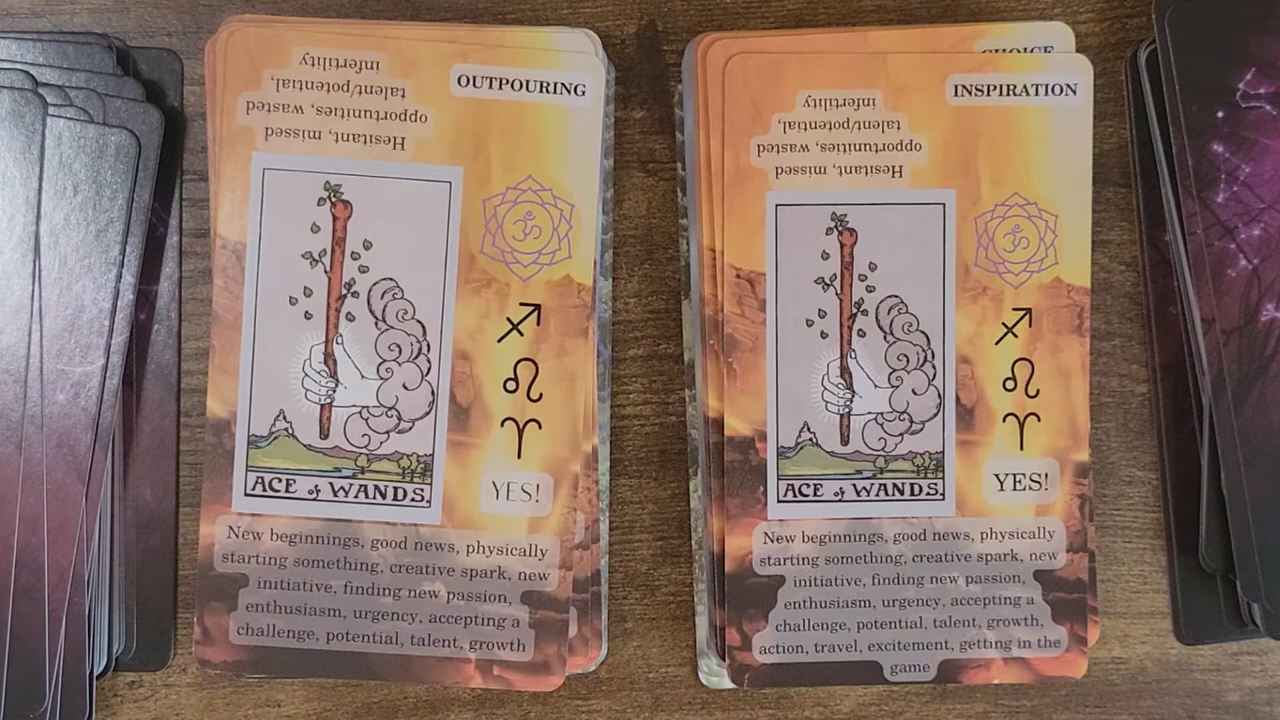 OUTPOURING
Hesitant, missed
opportunities, wasted
talent/potential,
infertility
ॐ
ACE of WANDS.
YES!
New beginnings, good news, physically
starting something, creative spark, new
initiative, finding new passion,
enthusiasm, urgency, accepting a
challenge, potential, talent, growth
CHOICE
INSPIRATION
Hesitant, missed
opportunities, wasted
talent/potential,
infertility
ॐ
ACE of WANDS.
YES!
New beginnings, good news, physically
starting something, creative spark, new
initiative, finding new passion,
enthusiasm, urgency, accepting a
challenge, potential, talent, growth,
action, travel, excitement, getting in the
game